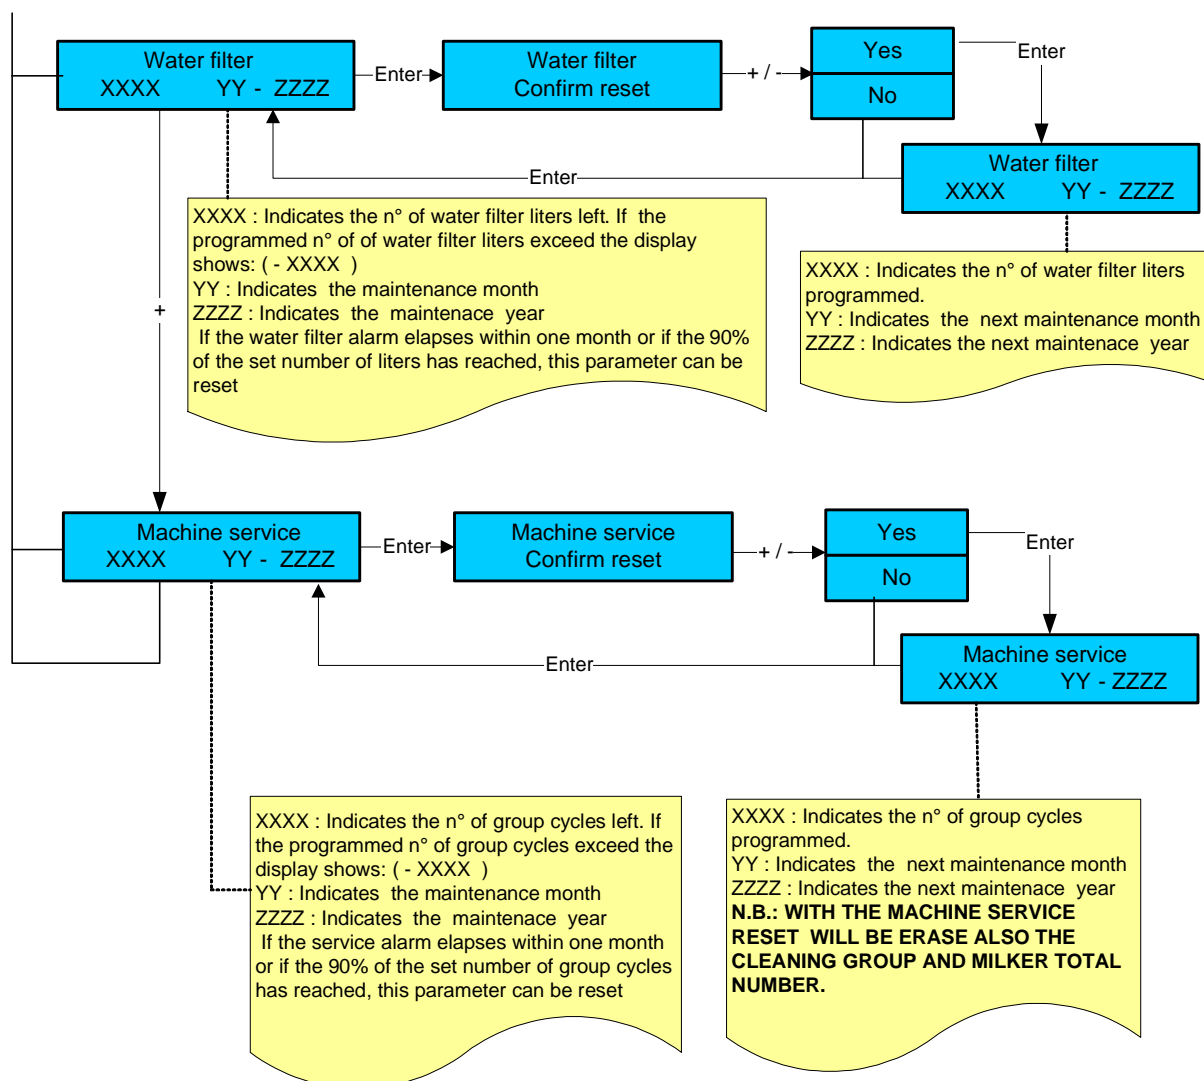 Water filter
XXXX YY - ZZZZ
Enter
Water filter
Confirm reset
+ / -
Yes
No
Enter
Water filter
XXXX YY - ZZZZ
Enter
XXXX : Indicates the n° of water filter liters left. If the
programmed n° of of water filter liters exceed the display
shows: ( - XXXX )
YY : Indicates the maintenance month
ZZZZ : Indicates the maintenace year
If the water filter alarm elapses within one month or if the 90%
of the set number of liters has reached, this parameter can be
reset
XXXX : Indicates the n° of water filter liters
programmed.
YY : Indicates the next maintenance month
ZZZZ : Indicates the next maintenace year
+
Machine service
XXXX YY - ZZZZ
Enter
Machine service
Confirm reset
+ / -
Yes
No
Enter
Machine service
XXXX YY - ZZZZ
Enter
XXXX : Indicates the n° of group cycles left. If
the programmed n° of group cycles exceed the
display shows: ( - XXXX )
YY : Indicates the maintenance month
ZZZZ : Indicates the maintenace year
If the service alarm elapses within one month
or if the 90% of the set number of group cycles
has reached, this parameter can be reset
XXXX : Indicates the n° of group cycles
programmed.
YY : Indicates the next maintenance month
ZZZZ : Indicates the next maintenace year
N.B.: WITH THE MACHINE SERVICE
RESET WILL BE ERASE ALSO THE
CLEANING GROUP AND MILKER TOTAL
NUMBER.